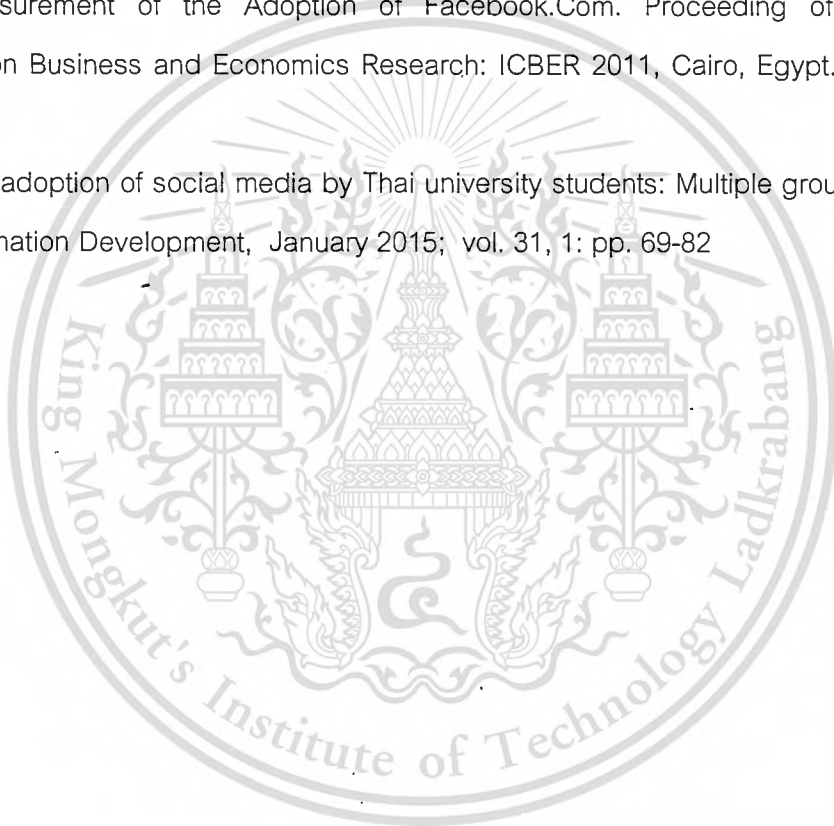 surement of the Adoption of Facebook.Com. Proceeding of
on Business and Economics Research: ICBER 2011, Cairo, Egypt.
adoption of social media by Thai university students: Multiple grou
mation Development, January 2015; vol. 31, 1: pp. 69-82
King Mongkut's Institute of Technology Ladkrabang